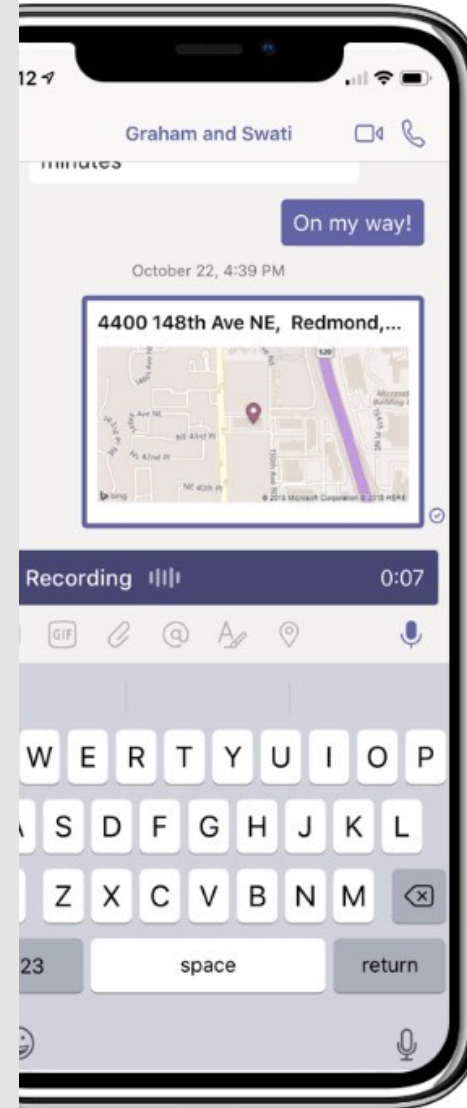 12
Graham and Swati
minutes
On my way!
October 22, 4:39 PM
4400 148th Ave NE, Redmond,...
520
NE 43rd Pl
NE 42nd Pl
NE 40th Pl
bing
© 2018 Microsoft Corporation © 2018 HERE
Recording 0:07
GIF @ A
W E R T Y U I O P
S D F G H J K L
Z X C V B N M
23 space return